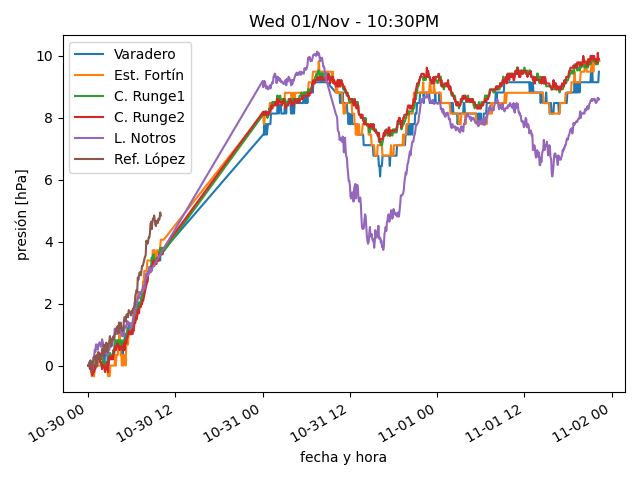 Wed 01/Nov - 10:30PM
Varadero
Est. Fortín
C. Runge1
C. Runge2
L. Notros
Ref. López
presión [hPa]
10
8
6
4
2
0
10-30 00
10-30 12
10-31 00
10-31 12
11-01 00
11-01 12
11-02 00
fecha y hora